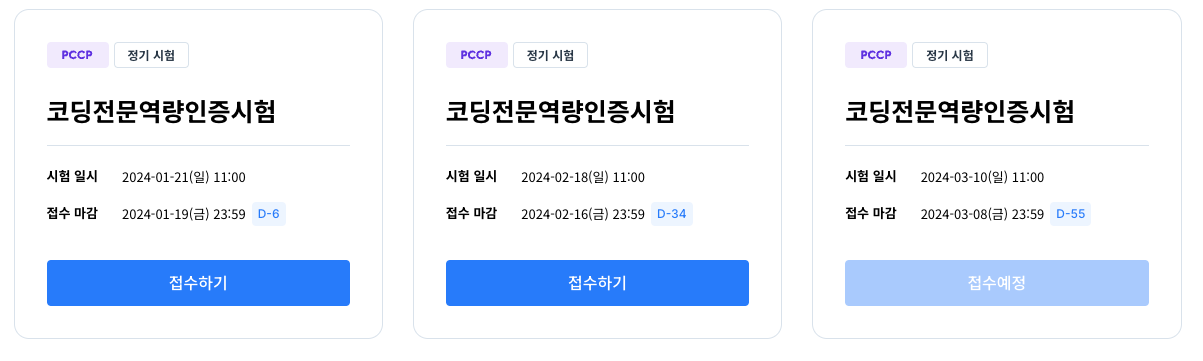 PCCP 정기 시험
코딩전문역량인증시험
시험 일시 2024-01-21(일) 11:00
접수 마감 2024-01-19(금) 23:59 D-6
접수하기
PCCP 정기 시험
코딩전문역량인증시험
시험 일시 2024-02-18(일) 11:00
접수 마감 2024-02-16(금) 23:59 D-34
접수하기
PCCP 정기 시험
코딩전문역량인증시험
시험 일시 2024-03-10(일) 11:00
접수 마감 2024-03-08(금) 23:59 D-55
접수예정